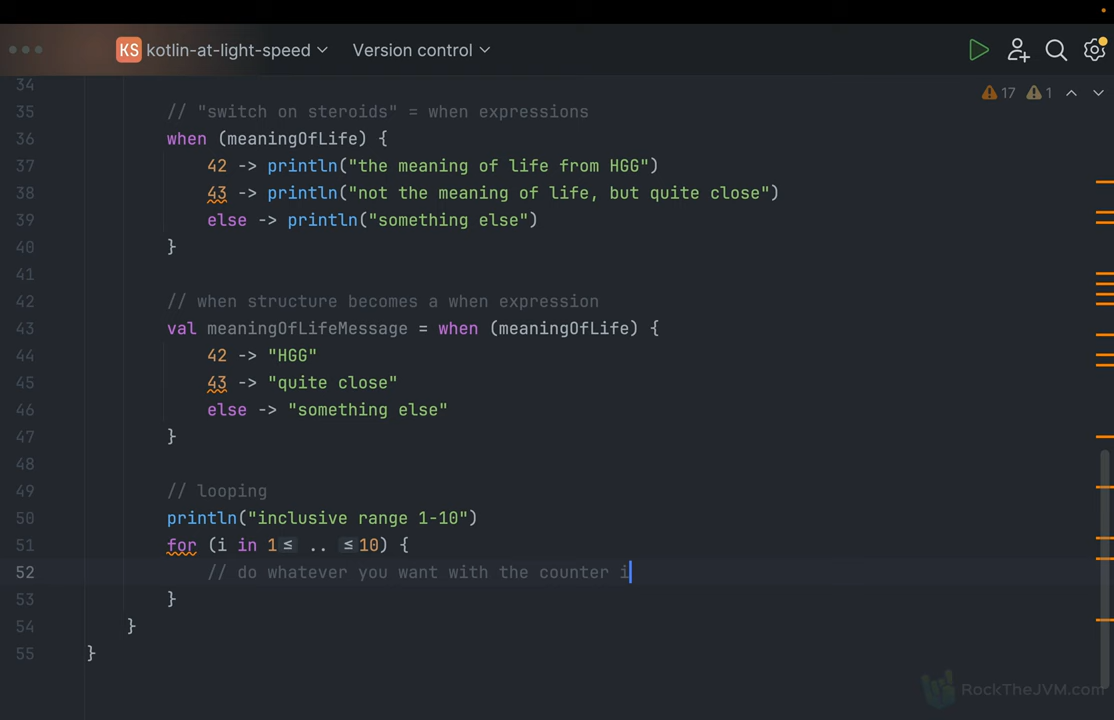 KS kotlin-at-light-speed Version control
34
17 1
35 // "switch on steroids" = when expressions
36 when (meaningOfLife) {
37 42 -> println("the meaning of life from HGG")
38 43 -> println("not the meaning of life, but quite close")
39 else -> println("something else")
40 }
41
42 // when structure becomes a when expression
43 val meaningOfLifeMessage = when (meaningOfLife) {
44 42 -> "HGG"
45 43 -> "quite close"
46 else -> "something else"
47 }
48
49 // looping
50 println("inclusive range 1-10")
51 for (i in 1≤ .. ≤10) {
52 // do whatever you want with the counter i
53 }
54 }
55 }
RockTheJVM.com